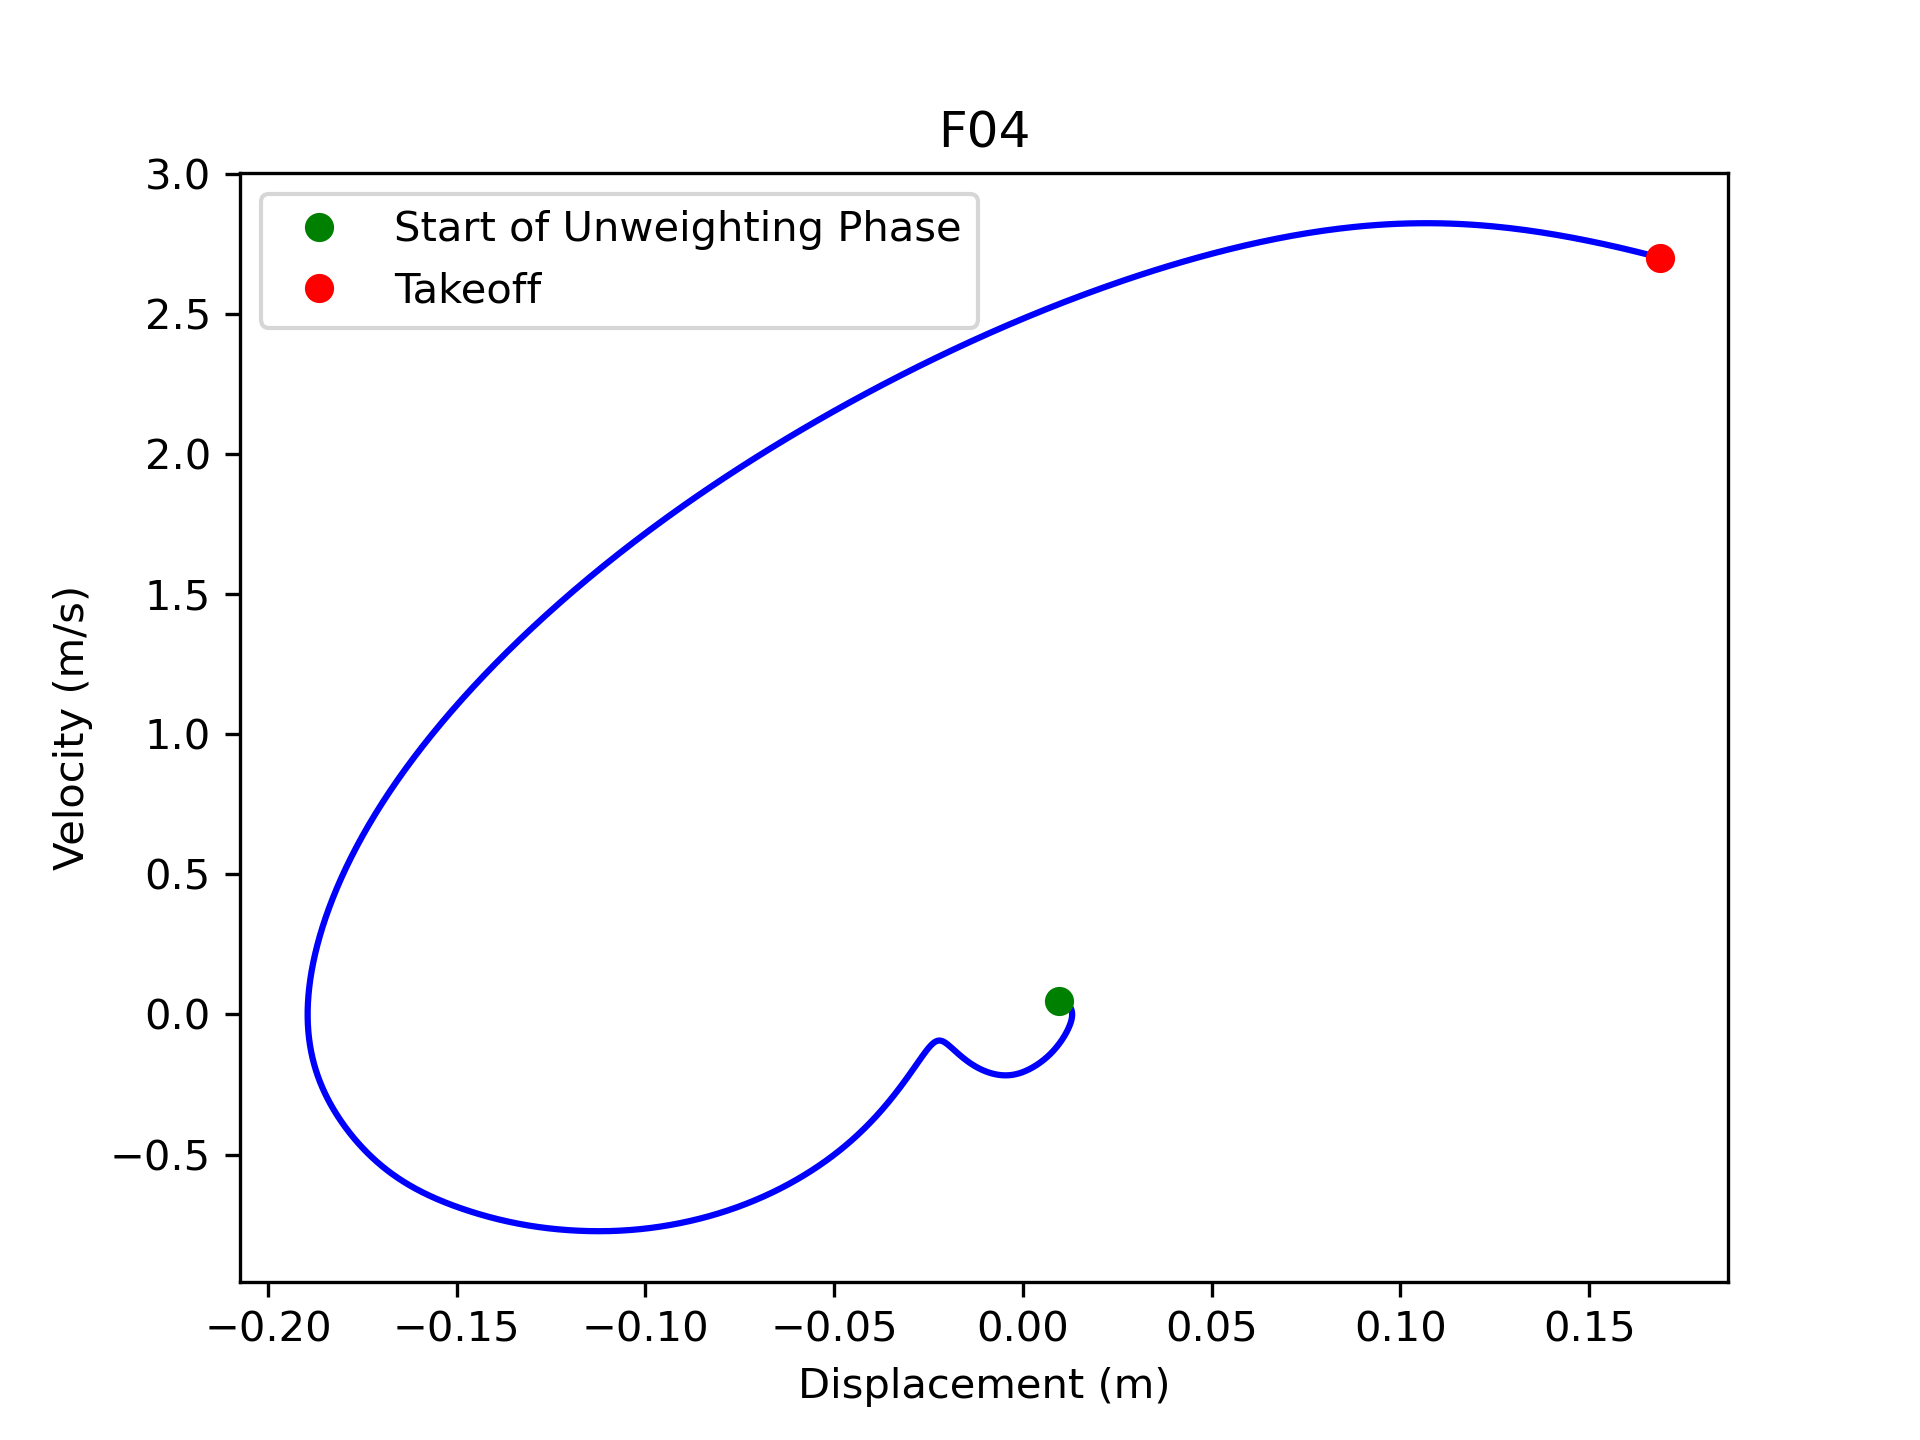 F04
3.0
2.5
2.0
1.5
1.0
0.5
0.0
−0.5
Velocity (m/s)
Start of Unweighting Phase
Takeoff
−0.20 −0.15 −0.10 −0.05 0.00 0.05 0.10 0.15
Displacement (m)